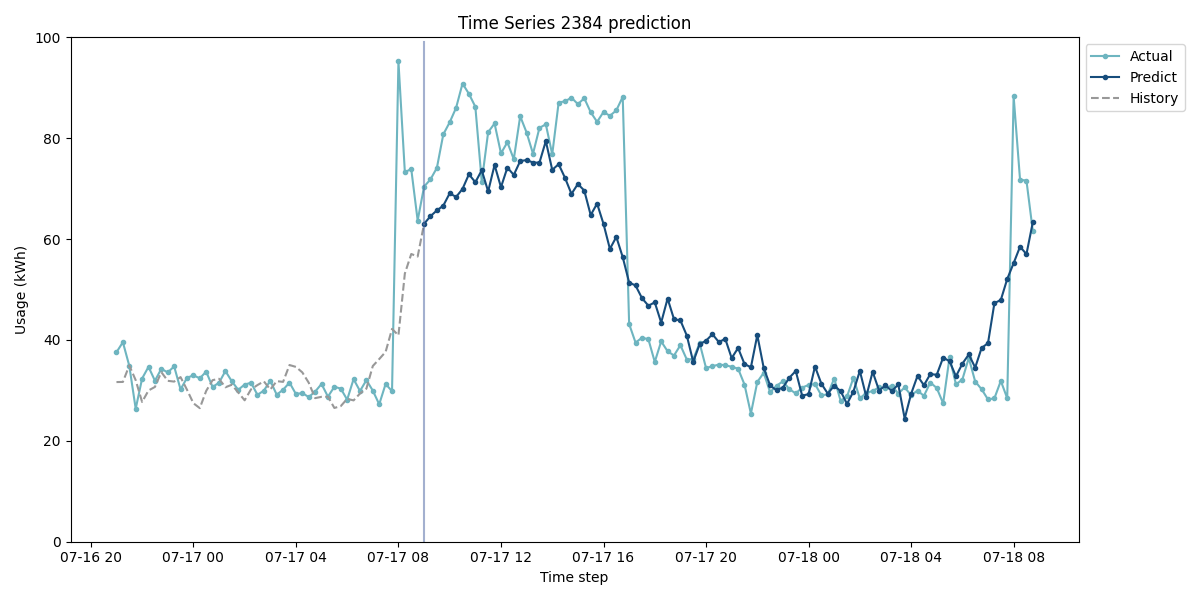 Time Series 2384 prediction
100
80
60
40
20
0
Usage (kWh)
07-16 20
07-17 00
07-17 04
07-17 08
07-17 12
07-17 16
07-17 20
07-18 00
07-18 04
07-18 08
Time step
Actual
Predict
History